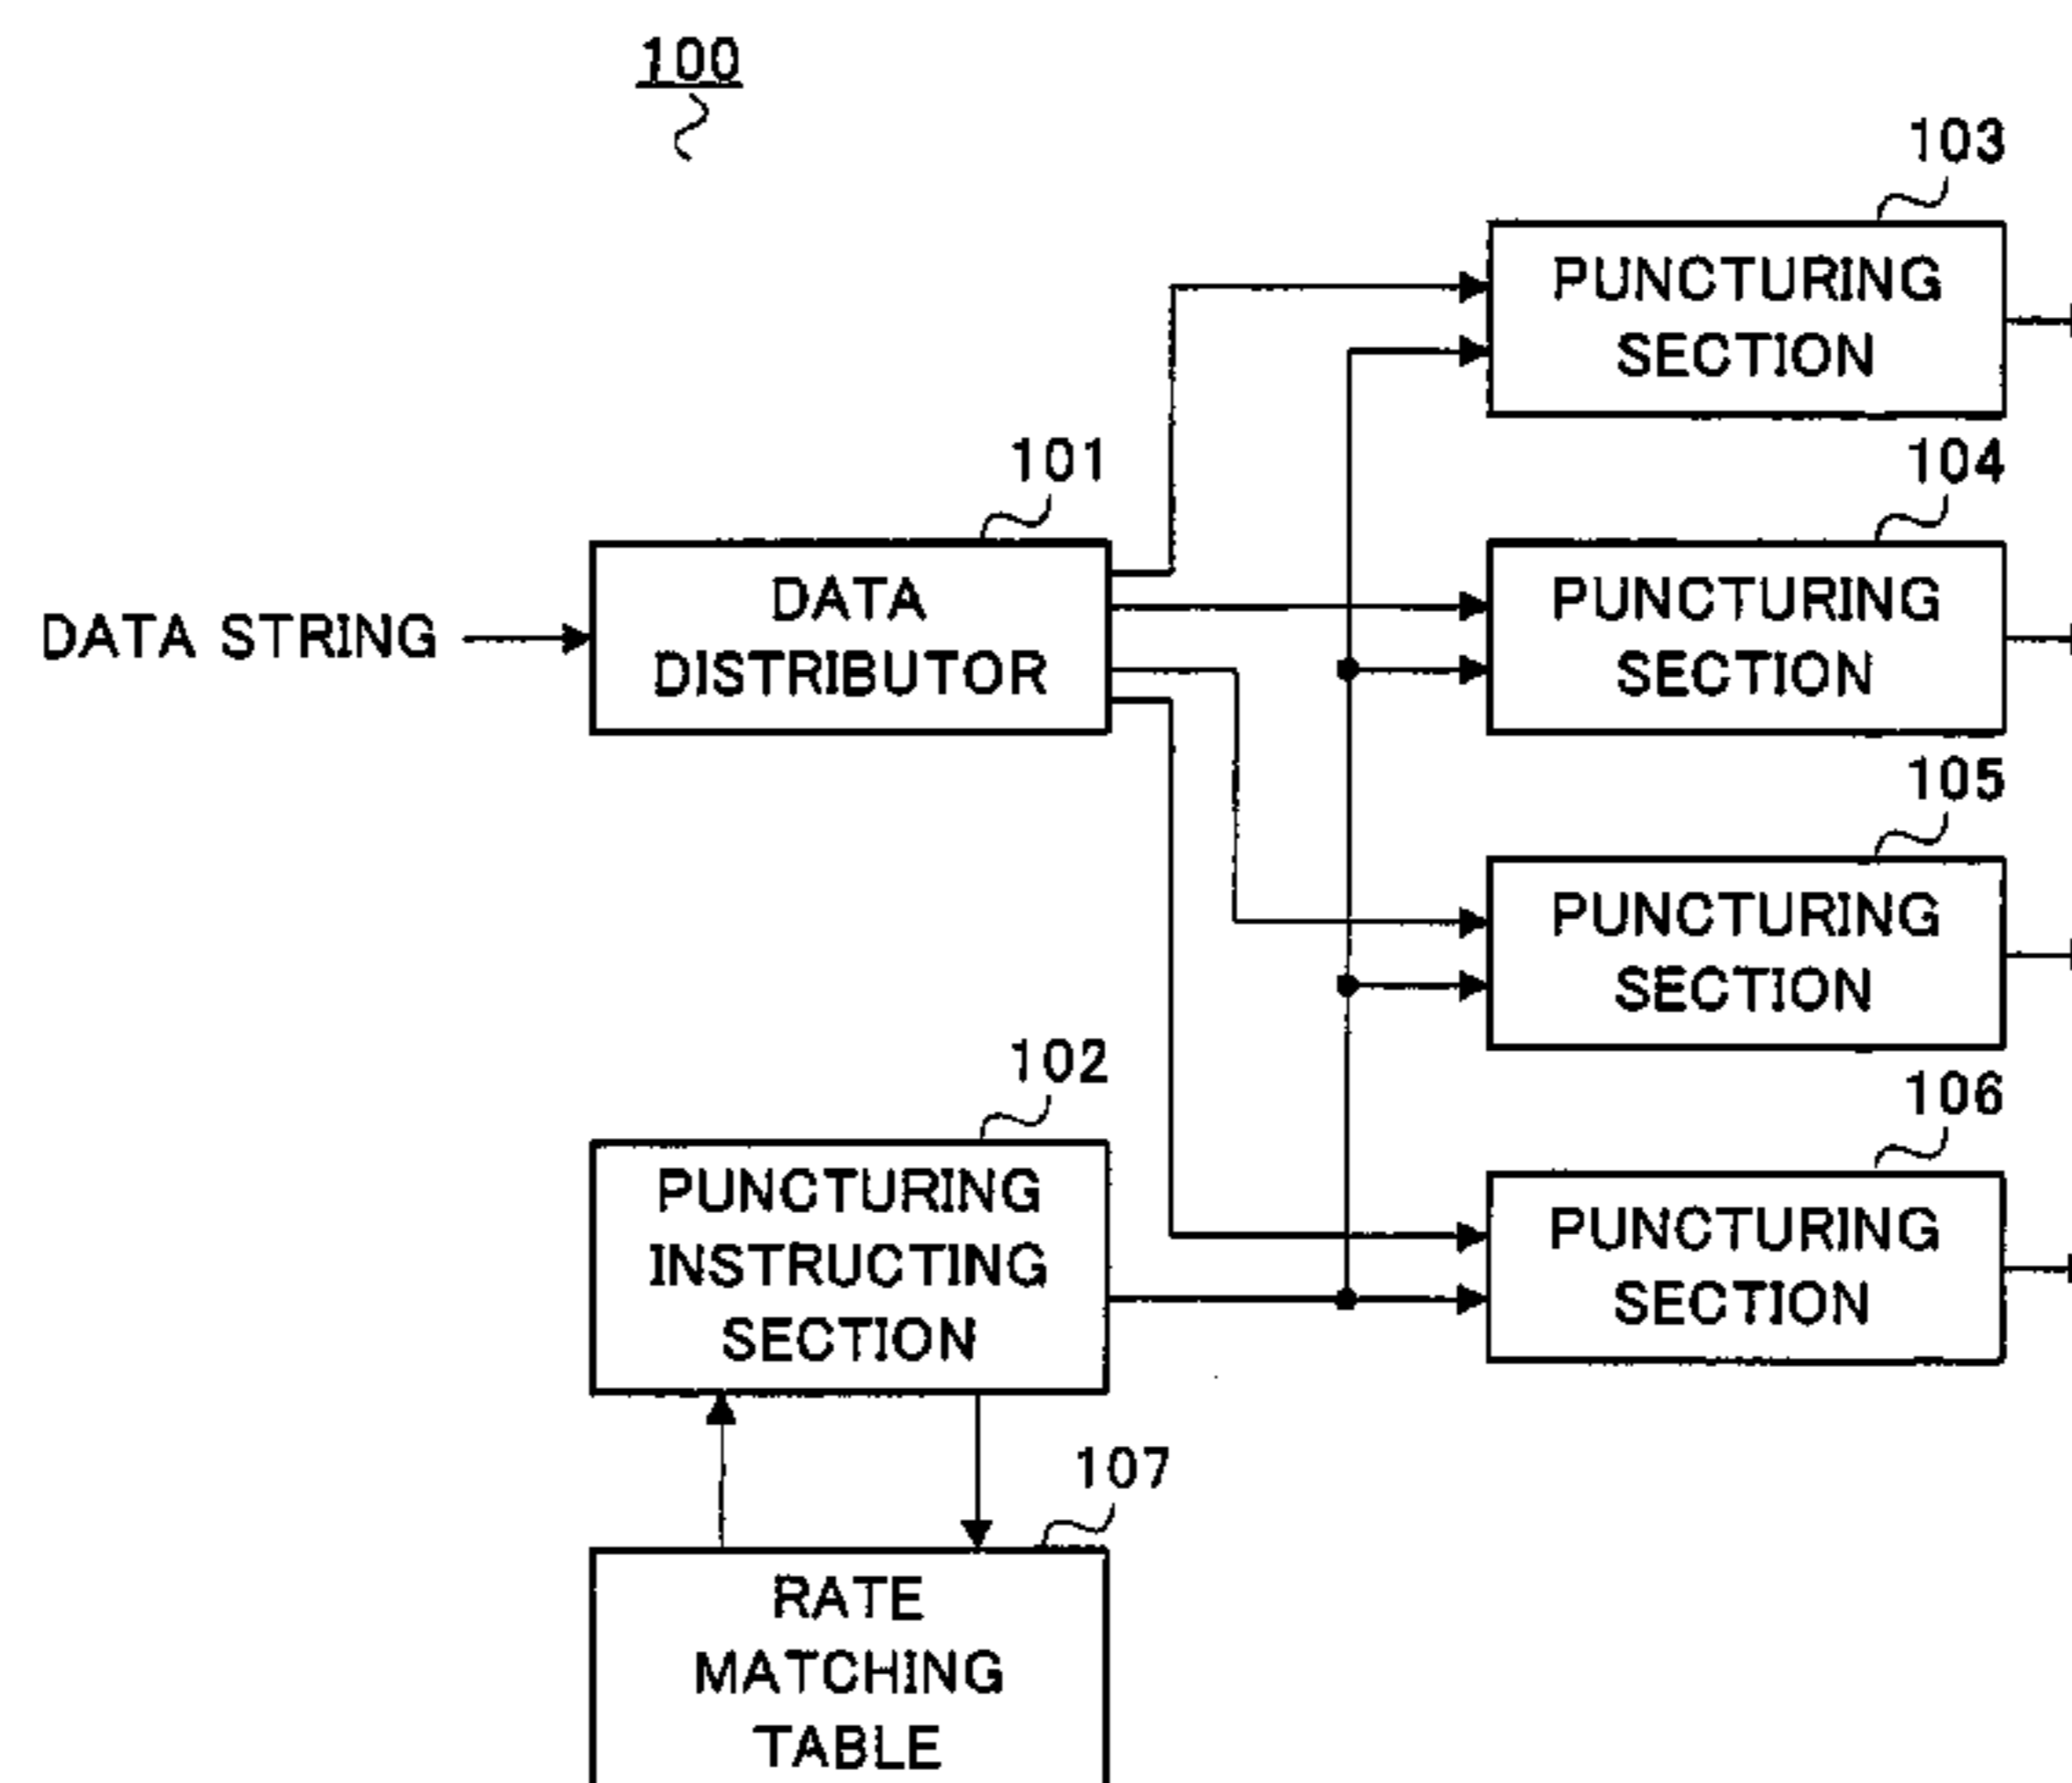 100
103
PUNCTURING
SECTION
101
104
DATA STRING
DATA
DISTRIBUTOR
PUNCTURING
SECTION
105
PUNCTURING
SECTION
102
106
PUNCTURING
INSTRUCTING
SECTION
PUNCTURING
SECTION
107
RATE
MATCHING
TABLE